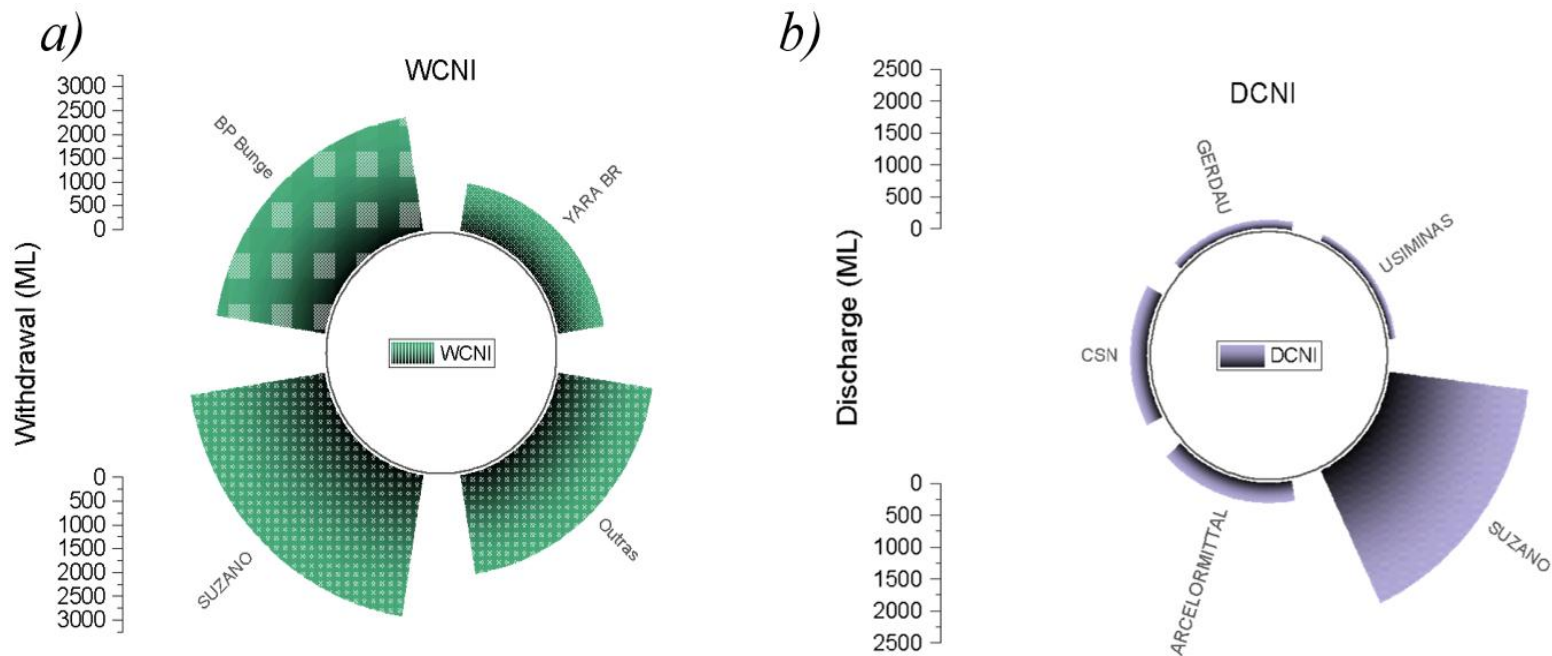 a)
WCNI
3000
2500
2000
1500
1000
500
0
Withdrawal (ML)
0
500
1000
1500
2000
2500
3000
BP Bunge
YARA BR
WCNI
SUZANO
Outras
b)
DCNI
2500
2000
1500
1000
500
0
Discharge (ML)
0
500
1000
1500
2000
2500
GERDAU
USIMINAS
CSN
DCNI
ARCELORMITTAL
SUZANO